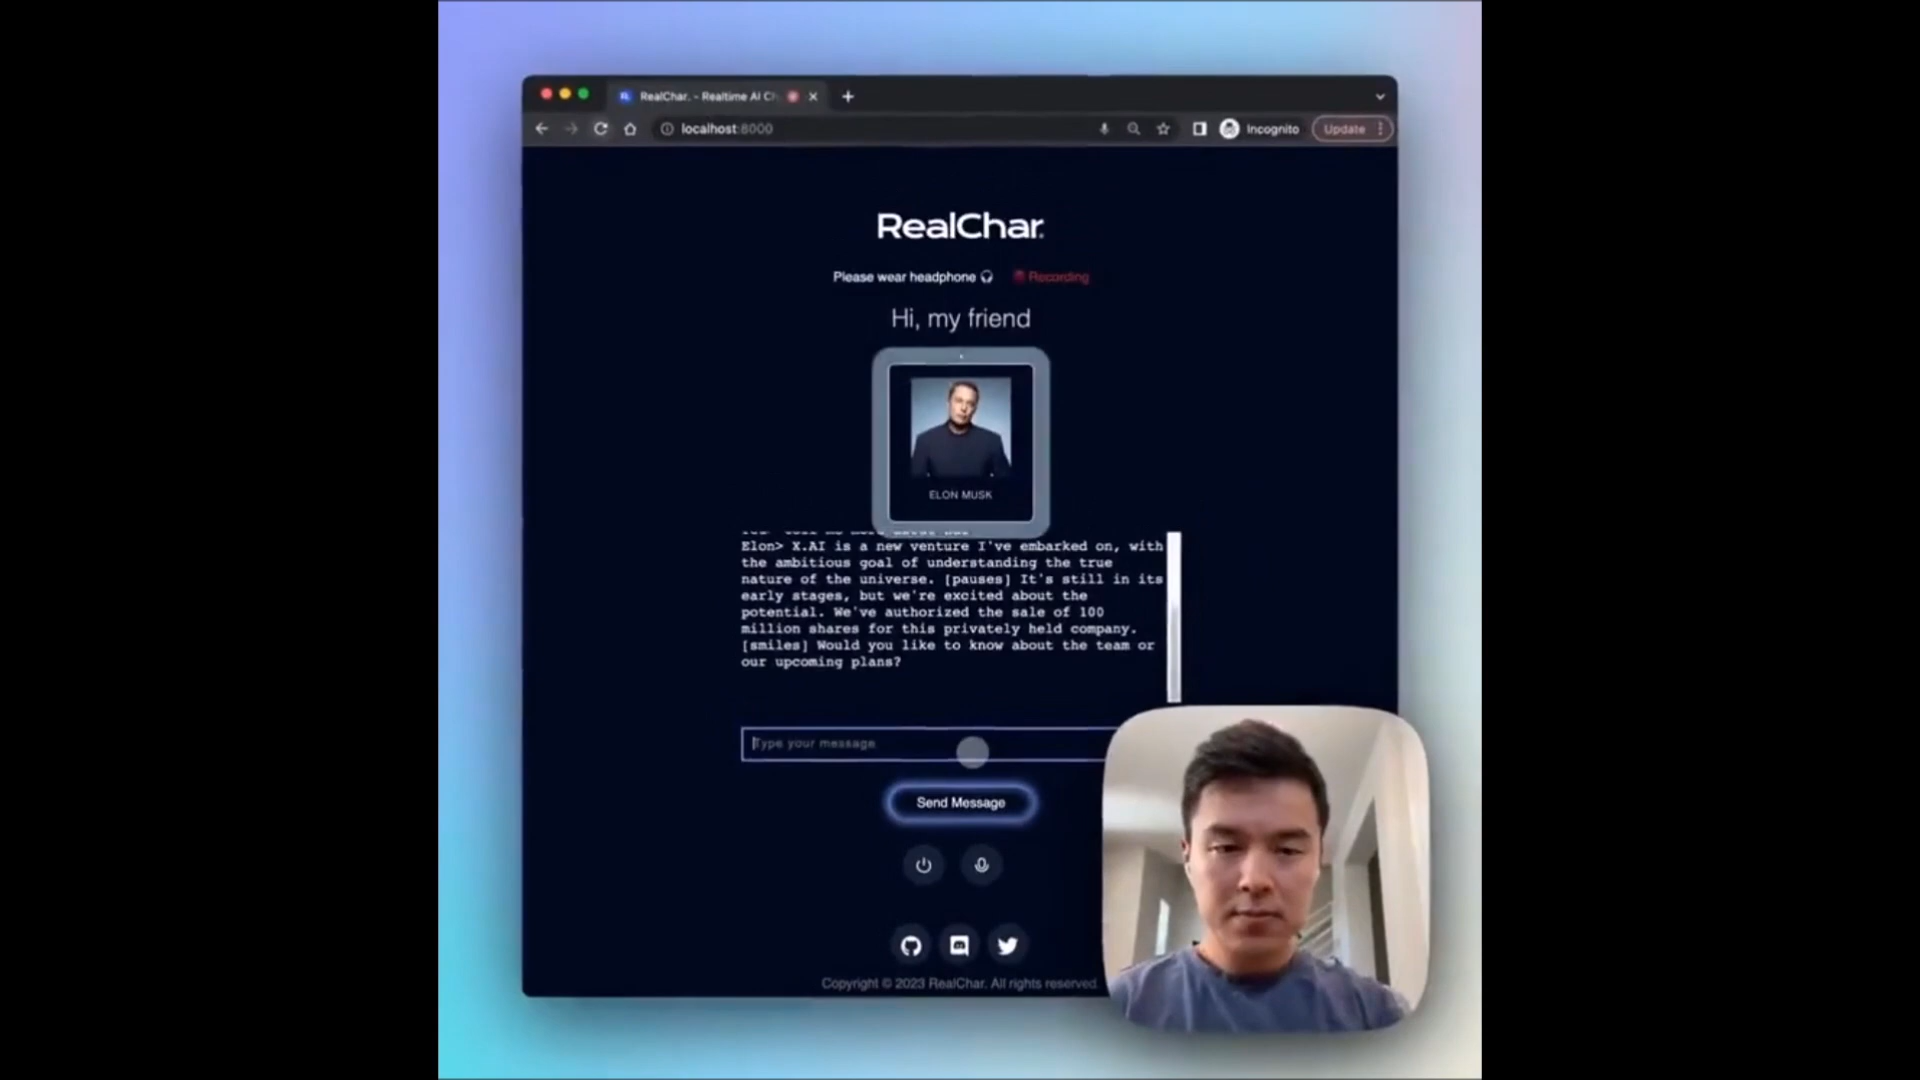 RealChar. - Realtime AI Ch
localhost:8000
Incognito
Update
RealChar.
Please wear headphone
Recording
Hi, my friend
ELON MUSK
Elon> X.AI is a new venture I've embarked on, with
the ambitious goal of understanding the true
nature of the universe. [pauses] It's still in its
early stages, but we're excited about the
potential. We've authorized the sale of 100
million shares for this privately held company.
[smiles] Would you like to know about the team or
our upcoming plans?
Type your message
Send Message
Copyright © 2023 RealChar. All rights reserved.